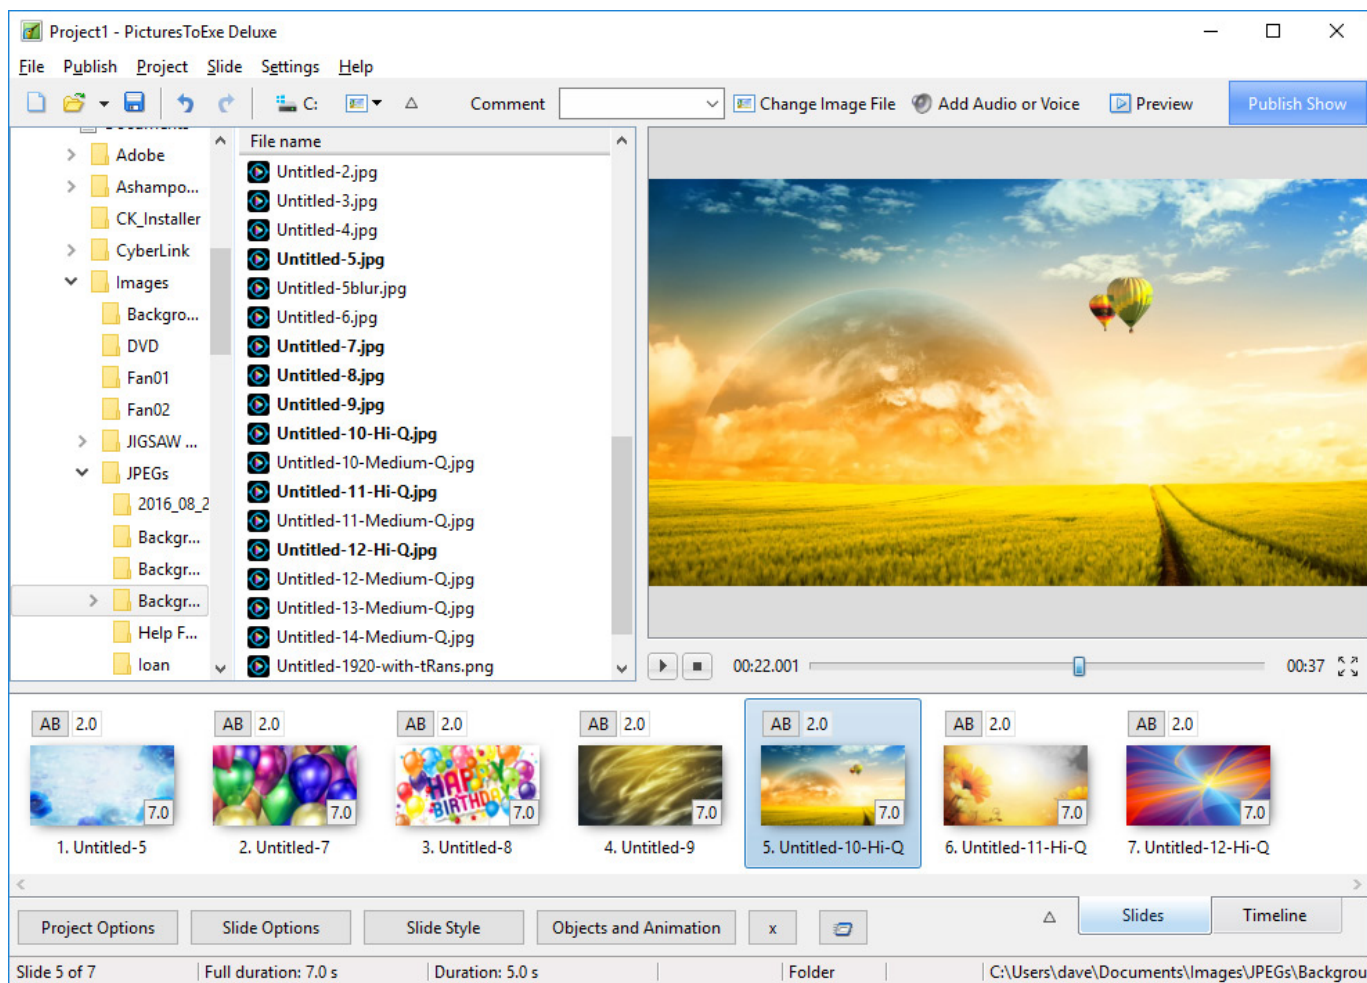 Project1 - PicturesToExe Deluxe
File Publish Project Slide Settings Help
C: Comment Change Image File Add Audio or Voice Preview Publish Show
Documents
Adobe
Ashampo...
CK_Installer
CyberLink
Images
Backgro...
DVD
Fan01
Fan02
JIGSAW ...
JPEGs
2016_08_2
Backgr...
Backgr...
Backgr...
Help F...
Ioan
File name
Untitled-2.jpg
Untitled-3.jpg
Untitled-4.jpg
Untitled-5.jpg
Untitled-5blur.jpg
Untitled-6.jpg
Untitled-7.jpg
Untitled-8.jpg
Untitled-9.jpg
Untitled-10-Hi-Q.jpg
Untitled-10-Medium-Q.jpg
Untitled-11-Hi-Q.jpg
Untitled-11-Medium-Q.jpg
Untitled-12-Hi-Q.jpg
Untitled-12-Medium-Q.jpg
Untitled-13-Medium-Q.jpg
Untitled-14-Medium-Q.jpg
Untitled-1920-with-tRans.png
00:22.001 00:37
AB 2.0 AB 2.0 AB 2.0 AB 2.0 AB 2.0 AB 2.0 AB 2.0
HAPPY
BIRTHDAY
7.0 7.0 7.0 7.0 7.0 7.0 7.0
1. Untitled-5 2. Untitled-7 3. Untitled-8 4. Untitled-9 5. Untitled-10-Hi-Q 6. Untitled-11-Hi-Q 7. Untitled-12-Hi-Q
Project Options Slide Options Slide Style Objects and Animation x Slides Timeline
Slide 5 of 7 Full duration: 7.0 s Duration: 5.0 s Folder C:\Users\dave\Documents\Images\JPEGs\Backgrou